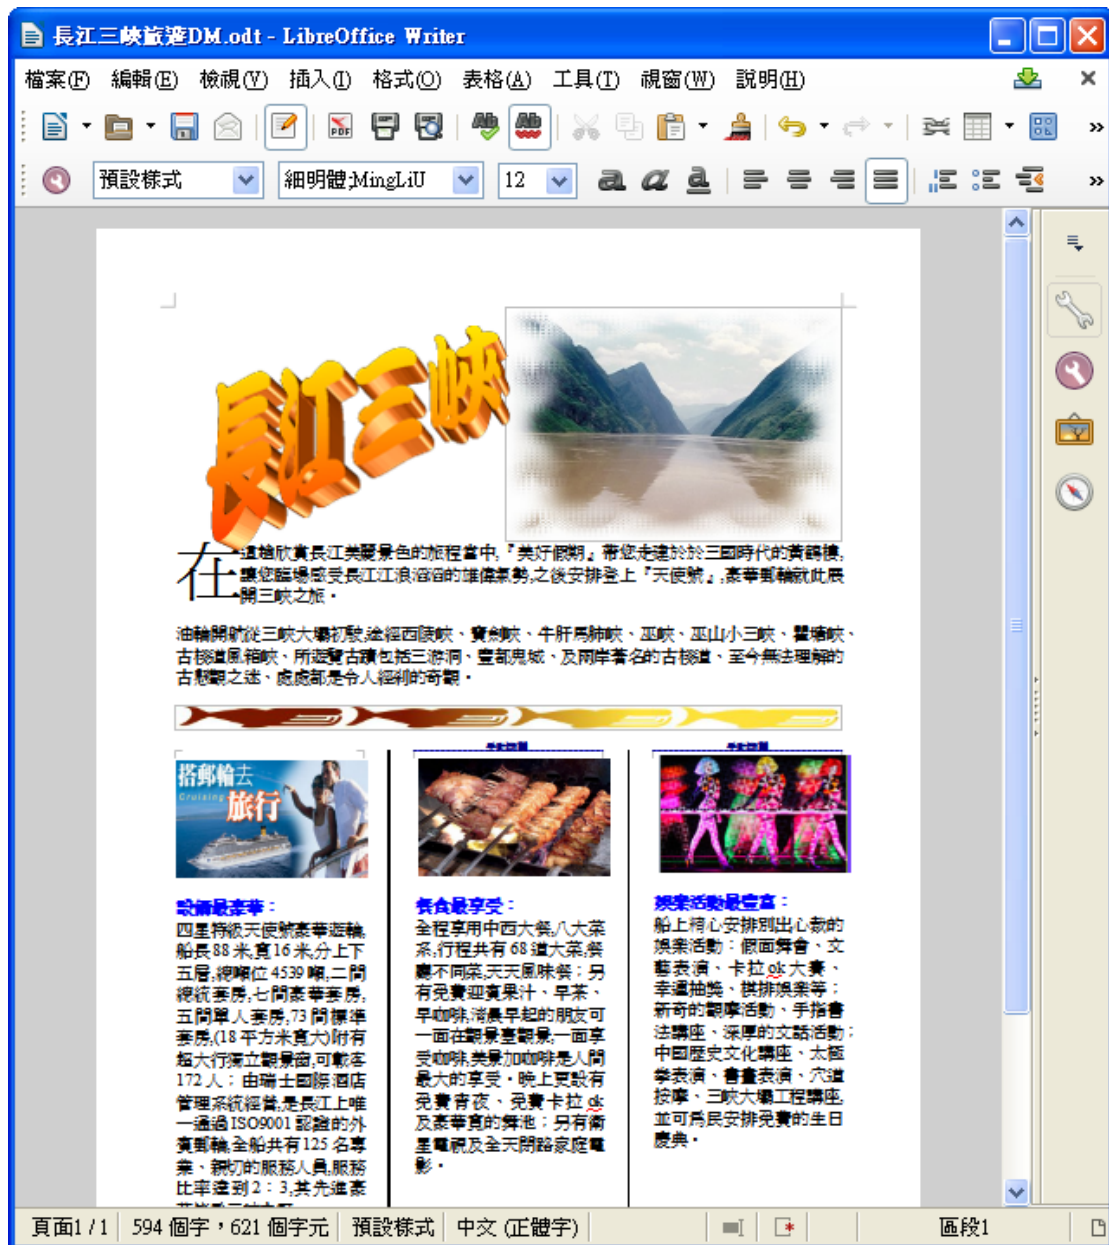 長江三峽旅遊DM.odt - LibreOffice Writer
檔案(F) 編輯(E) 檢視(V) 插入(I) 格式(O) 表格(A) 工具(T) 視窗(W) 說明(H)
預設樣式 細明體;MingLiU 12
長江三峽
在這趟欣賞長江美麗景色的旅程當中,『美好假期』帶您走達於於三國時代的黃鶴樓,
讓您臨場感受長江江浪滔滔的雄偉氣勢,之後安排登上『天使號』,豪華郵輪就此展
開三峽之旅。
油輪開航從三峽大壩初駛,途經西陵峽、寶劍峽、牛肝馬肺峽、巫峽、巫山小三峽、瞿塘峽、
古棧道風箱峽、所遊覽古蹟包括三游洞、豐都鬼城、及兩岸著名的古棧道、至今無法理解的
古懸觀之迷、處處都是令人經術的奇觀。
搭郵輪去
Cruising
旅行
設備最豪華：
四星特級天使號豪華遊輪,
船長88米,寬16米,分上下
五層,總噸位4539噸,二間
總統套房,七間豪華套房,
五間單人套房,73間標準
套房,(18平方米寬大)附有
超大行獨立觀景窗,可載客
172人；由瑞士國際酒店
管理系統經營,是長江上唯
一通過ISO9001認證的外
賓郵輪,全船共有125名專
業、親切的服務人員,服務
比率達到2：3,其先進豪
餐食最享受：
全程享用中西大餐,八大菜
系,行程共有68道大菜,餐
廳不同菜,天天風味餐；另
有免費迎賓果汁、早茶、
早咖啡,清晨早起的朋友可
一面在觀景臺觀景,一面享
受咖啡,美景加咖啡是人間
最大的享受。晚上更設有
免費宵夜、免費卡拉ok
及豪華寬的舞池；另有衛
星電視及全天閉路家庭電
影。
娛樂活動最豐富：
船上精心安排別出心裁的
娛樂活動：假面舞會、文
藝表演、卡拉ok大賽、
幸運抽獎、棋排娛樂等；
新奇的觀摩活動、手指書
法講座、深厚的文話活動；
中國歷史文化講座、太極
拳表演、書畫表演、穴道
按摩、三峽大壩工程講座,
並可為民安排免費的生日
慶典。
頁面1 / 1 594 個字，621 個字元 預設樣式 中文 (正體字) 區段1